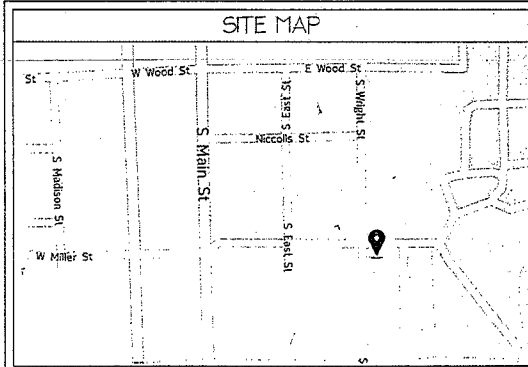 SITE MAP
St
W Wood St
E Wood St
S East St
S Wright St
Niccolls St
S Main St
S Madison St
S East St
W Miller St
S